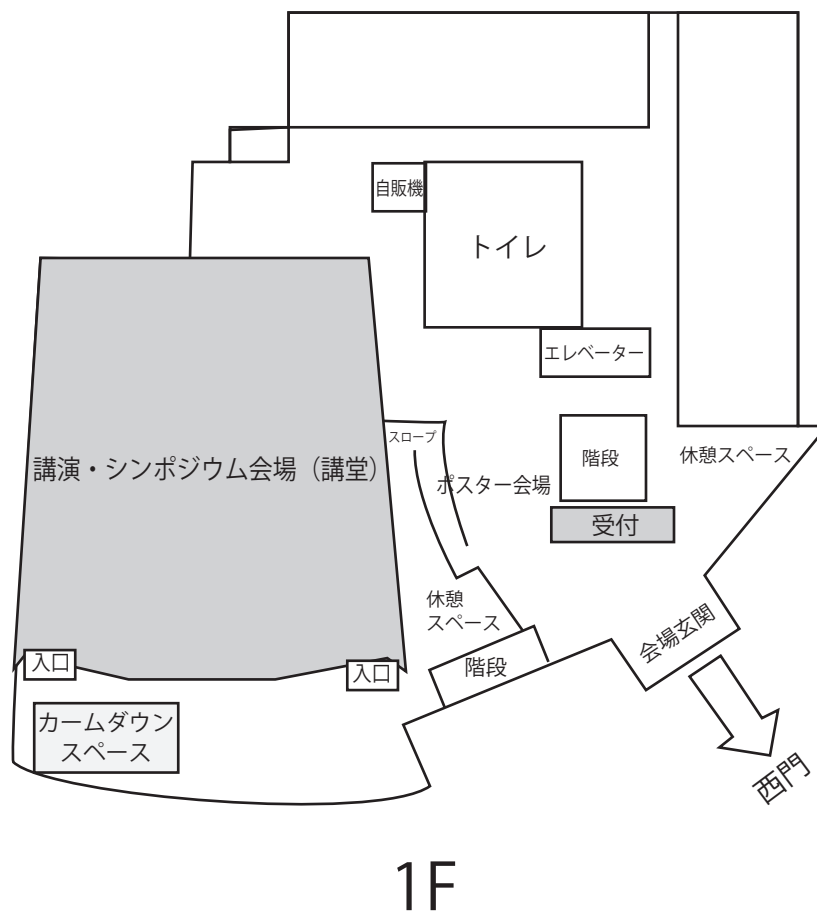 自販機
トイレ
エレベーター
スロープ
講演・シンポジウム会場（講堂）
ポスター会場
階段
休憩スペース
受付
休憩
スペース
会場玄関
入口
入口
階段
カームダウン
スペース
西門
1F